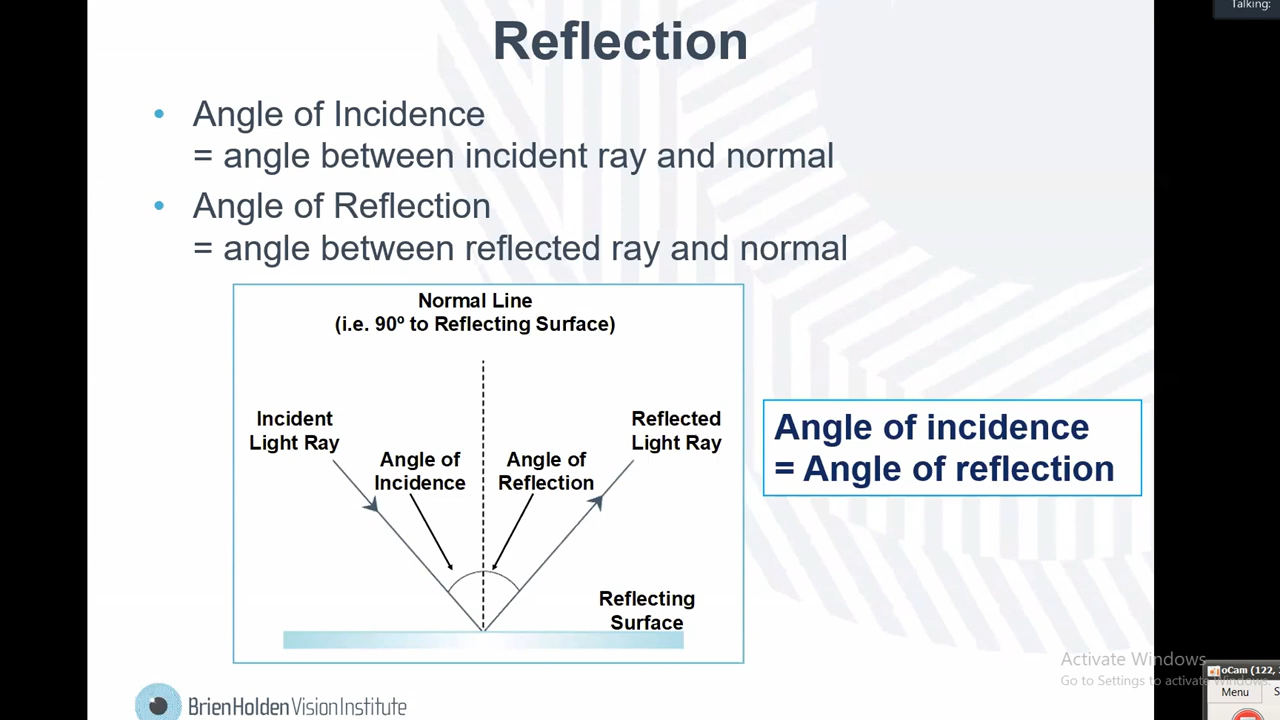 Talking:
Reflection
• Angle of Incidence
= angle between incident ray and normal
• Angle of Reflection
= angle between reflected ray and normal
Normal Line
(i.e. 90º to Reflecting Surface)
Incident
Light Ray
Reflected
Light Ray
Angle of
Incidence
Angle of
Reflection
Reflecting
Surface
Angle of incidence
= Angle of reflection
Activate Windows
Go to Settings to activate Windows.
oCam (122,
Menu
S
BrienHoldenVisionInstitute